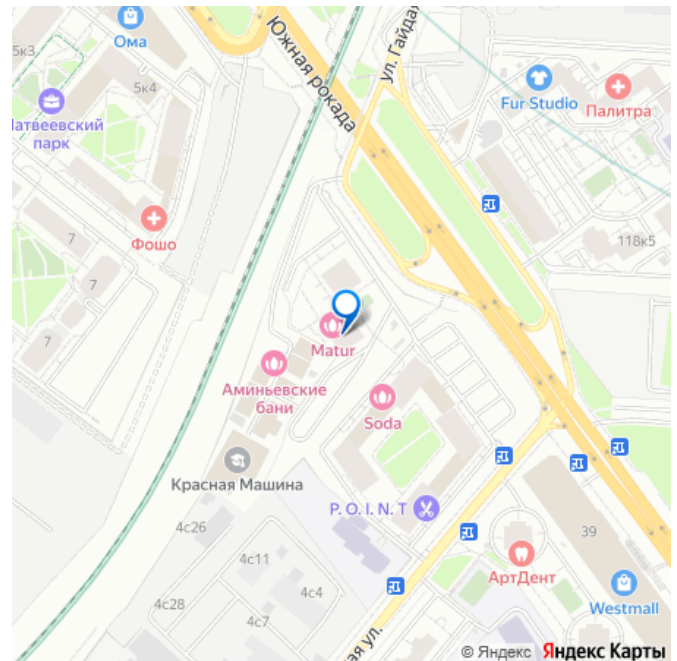 Ома
5к3
5к4
Южная рокада
ул. Гайда
Матвеевский
парк
Fur Studio
Палитра
Фошо
7
7
7
118к5
Matur
Аминьевские
бани
Soda
Красная Машина
P. O. I. N. T
4с26
4с11
4с4
4с28
4с7
39
АртДент
Westmall
ая ул.
© Яндекс Яндекс Карты